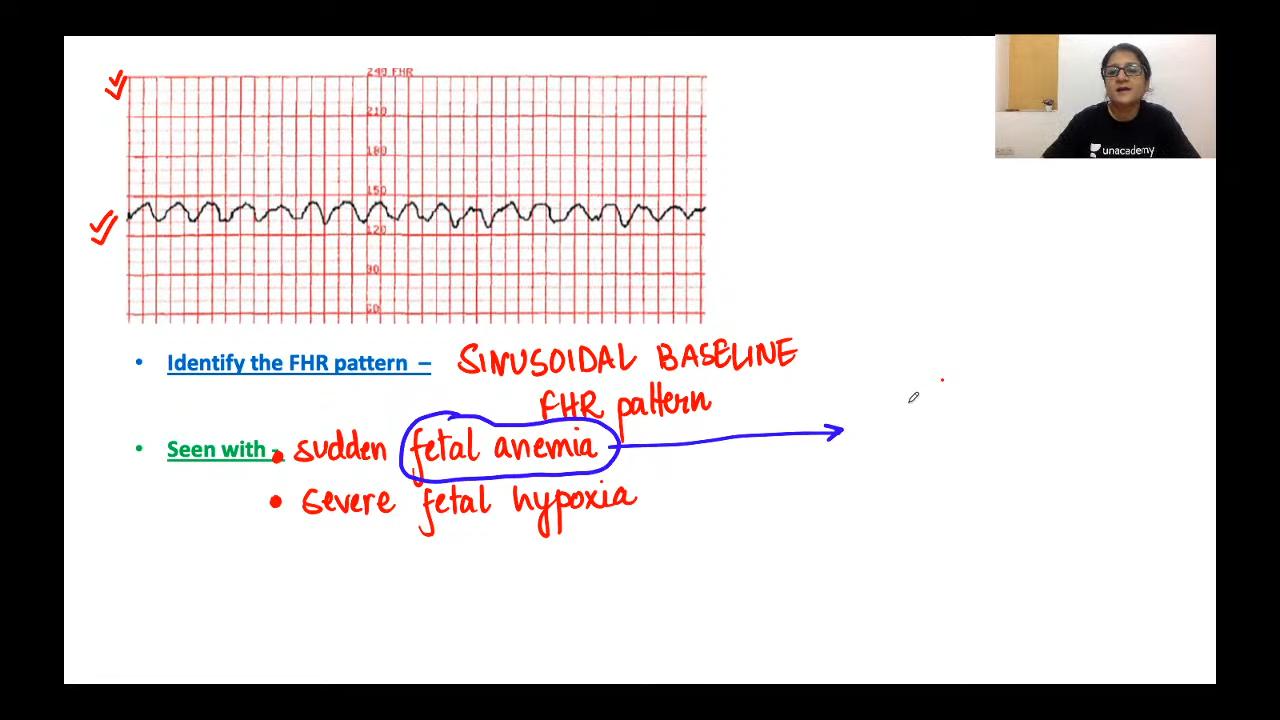 240 FHR
210
180
150
120
90
60
unacademy
• Identify the FHR pattern – SINUSOIDAL BASELINE
FHR pattern
• Seen with - • sudden fetal anemia
• severe fetal hypoxia